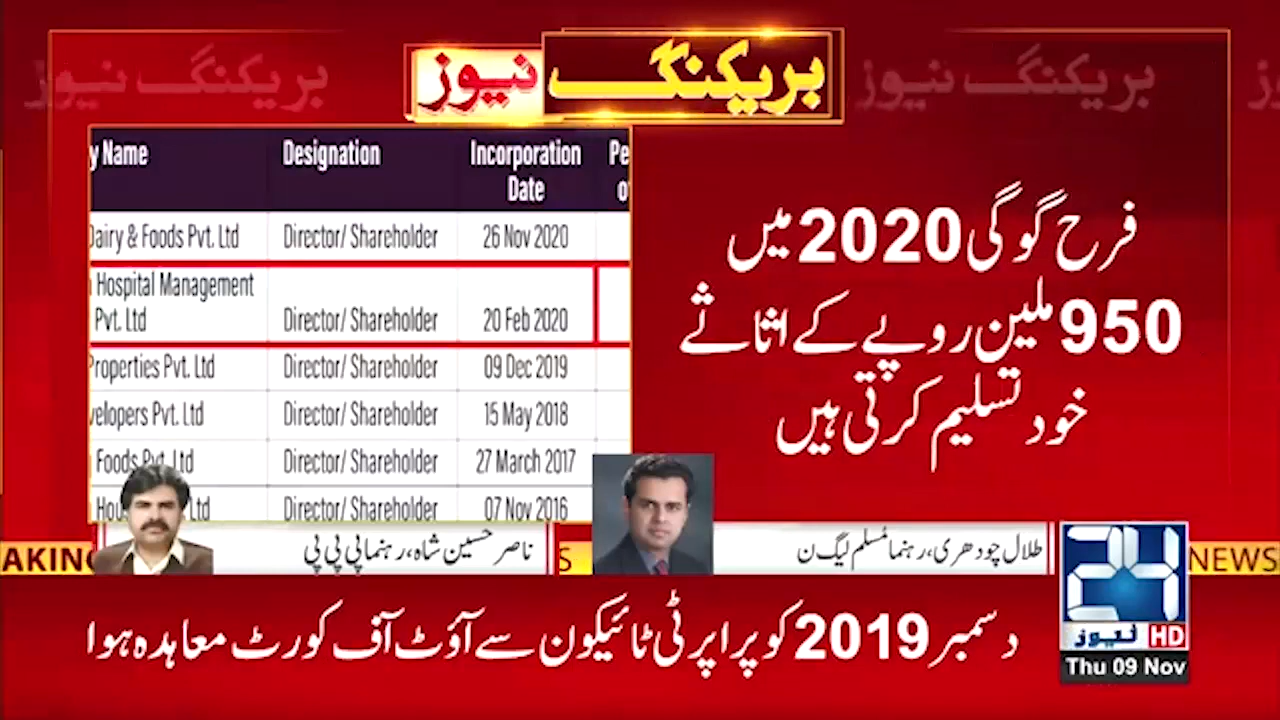 بریکنگ نیوز
بریکنگ نیوز
بریکنگ نیوز
y Name Designation Incorporation Date Pe
Dairy & Foods Pvt. Ltd Director/ Shareholder 26 Nov 2020
Hospital Management Pvt. Ltd Director/ Shareholder 20 Feb 2020
Properties Pvt. Ltd Director/ Shareholder 09 Dec 2019
velopers Pvt. Ltd Director/ Shareholder 15 May 2018
Foods Pvt. Ltd Director/ Shareholder 27 March 2017
Hou Ltd Director/ Shareholder 07 Nov 2016
فرح گوگی 2020 میں
950 ملین روپے کے اثاثے
خود تسلیم کرتی ہیں
طلال چودھری، رہنما مُسلم لیگ ن
ناصر حسین شاہ، رہنما پی پی پی
AKING
S
NEWS
دسمبر 2019 کو پراپرٹی ٹائیکون سے آؤٹ آف کورٹ معاہدہ ہوا
24
نیوز HD
Thu 09 Nov